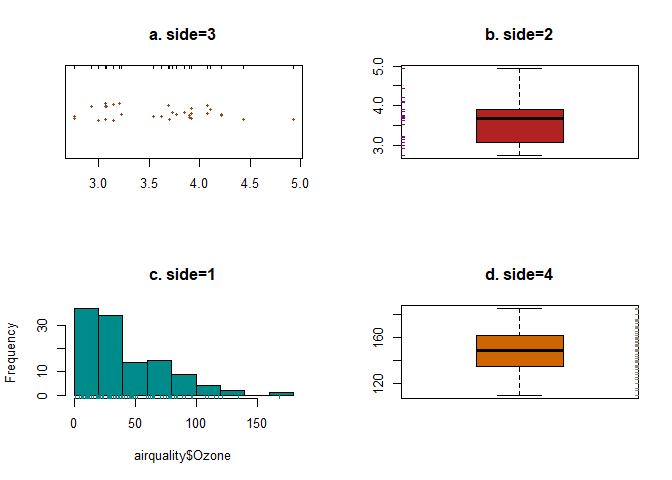 a. side=3
3.0 3.5 4.0 4.5 5.0
b. side=2
5.0
4.0
3.0
c. side=1
Frequency
30
10
0
0 50 100 150
airquality$Ozone
d. side=4
160
120